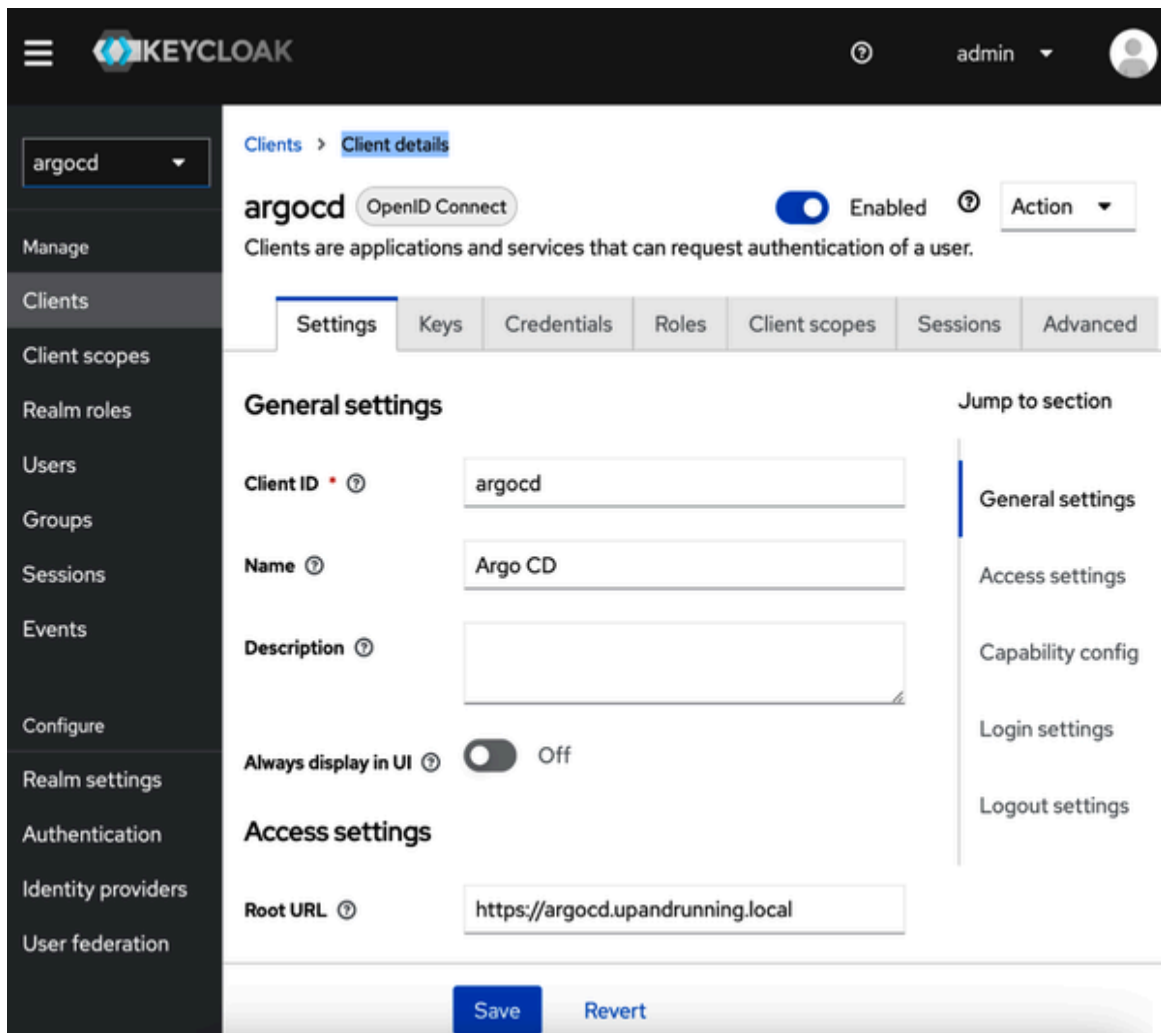 KEYCLOAK
admin
argocd
Manage
Clients
Client scopes
Realm roles
Users
Groups
Sessions
Events
Configure
Realm settings
Authentication
Identity providers
User federation
Clients > Client details
argocd OpenID Connect
Enabled
Action
Clients are applications and services that can request authentication of a user.
Settings Keys Credentials Roles Client scopes Sessions Advanced
General settings
Client ID * argocd
Name Argo CD
Description
Always display in UI Off
Access settings
Root URL https://argocd.upandrunning.local
Jump to section
General settings
Access settings
Capability config
Login settings
Logout settings
Save Revert